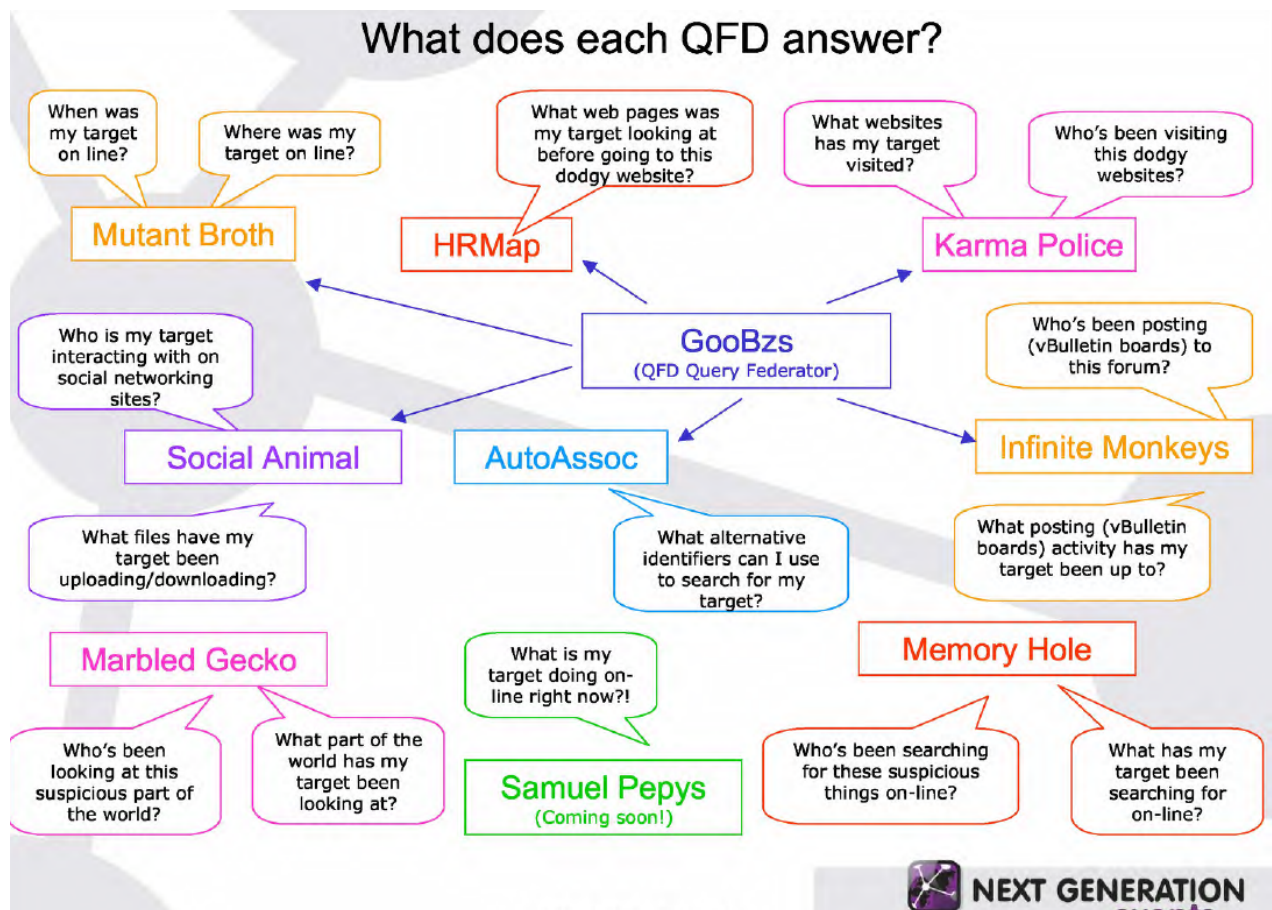 What does each QFD answer?
When was
my target
on line?
Where was my
target on line?
What web pages was
my target looking at
before going to this
dodgy website?
What websites
has my target
visited?
Who's been visiting
this dodgy
websites?
Mutant Broth
HRMap
Karma Police
Who is my target
interacting with on
social networking
sites?
GooBzs
(QFD Query Federator)
Who's been posting
(vBulletin boards) to
this forum?
Social Animal
AutoAssoc
Infinite Monkeys
What files have my
target been
uploading/downloading?
What alternative
identifiers can I use
to search for my
target?
What posting (vBulletin
boards) activity has my
target been up to?
Marbled Gecko
What is my
target doing on-
line right now?!
Memory Hole
Who's been
looking at this
suspicious part of
the world?
What part of the
world has my
target been
looking at?
Samuel Pepys
(Coming soon!)
Who's been searching
for these suspicious
things on-line?
What has my
target been
searching for
on-line?
NEXT GENERATION